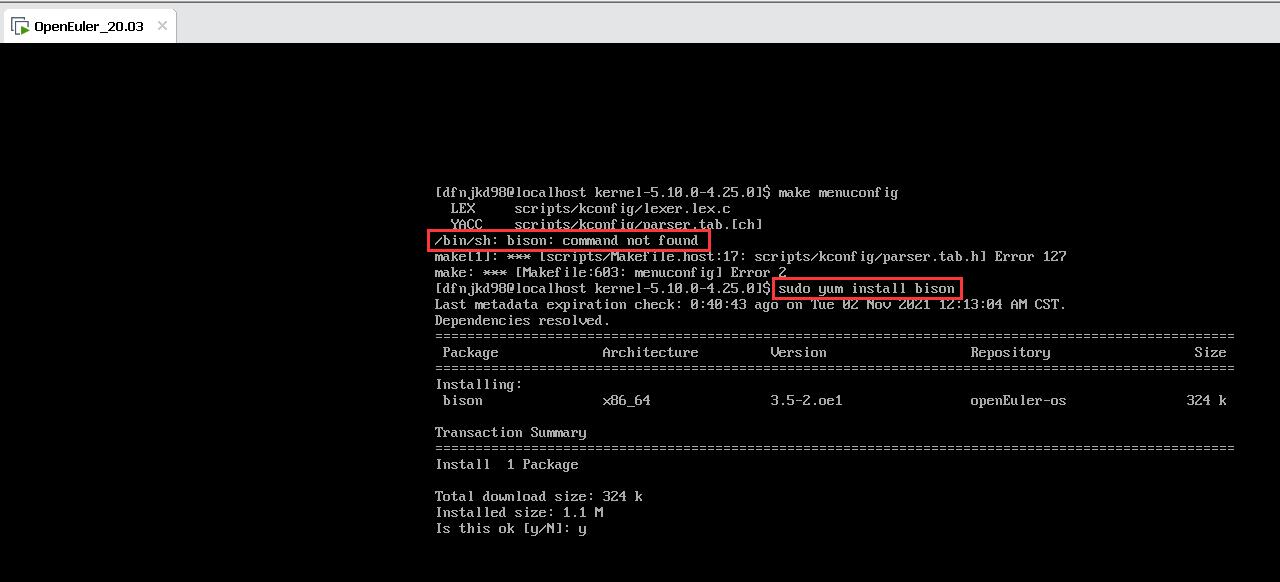 OpenEuler_20.03
[dfnjkd98@localhost kernel-5.10.0-4.25.0]$ make menuconfig
  LEX     scripts/kconfig/lexer.lex.c
  YACC    scripts/kconfig/parser.tab.[ch]
/bin/sh: bison: command not found
make[1]: *** [scripts/Makefile.host:17: scripts/kconfig/parser.tab.h] Error 127
make: *** [Makefile:603: menuconfig] Error 2
[dfnjkd98@localhost kernel-5.10.0-4.25.0]$ sudo yum install bison
Last metadata expiration check: 0:40:43 ago on Tue 02 Nov 2021 12:13:04 AM CST.
Dependencies resolved.
====================================================================================================
 Package             Architecture         Version                  Repository                  Size
====================================================================================================
Installing:
 bison               x86_64               3.5-2.oe1                openEuler-os               324 k

Transaction Summary
====================================================================================================
Install  1 Package

Total download size: 324 k
Installed size: 1.1 M
Is this ok [y/N]: y